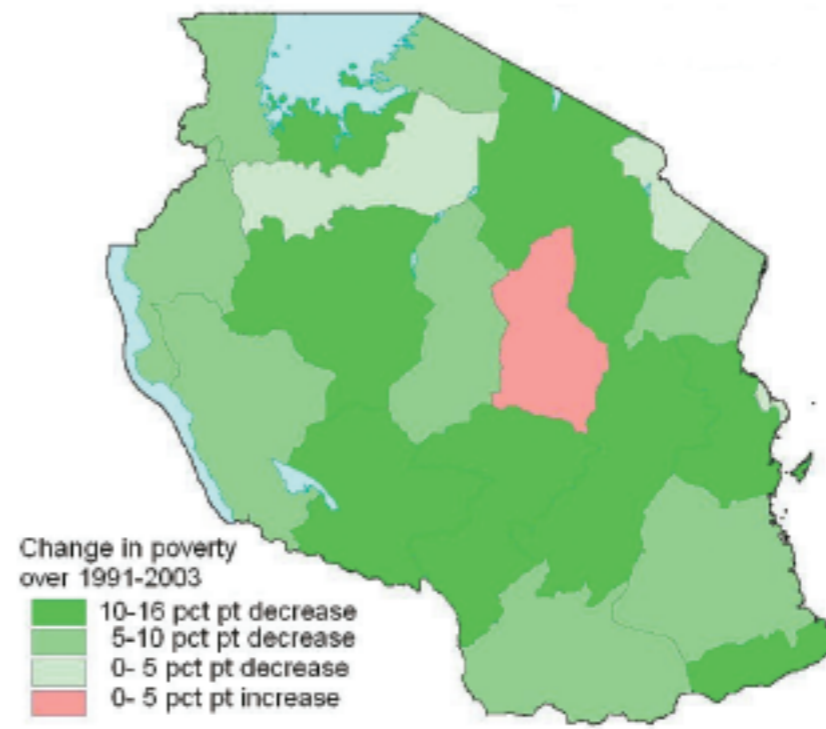 Change in poverty
over 1991-2003
10-16 pct pt decrease
5-10 pct pt decrease
0- 5 pct pt decrease
0- 5 pct pt increase